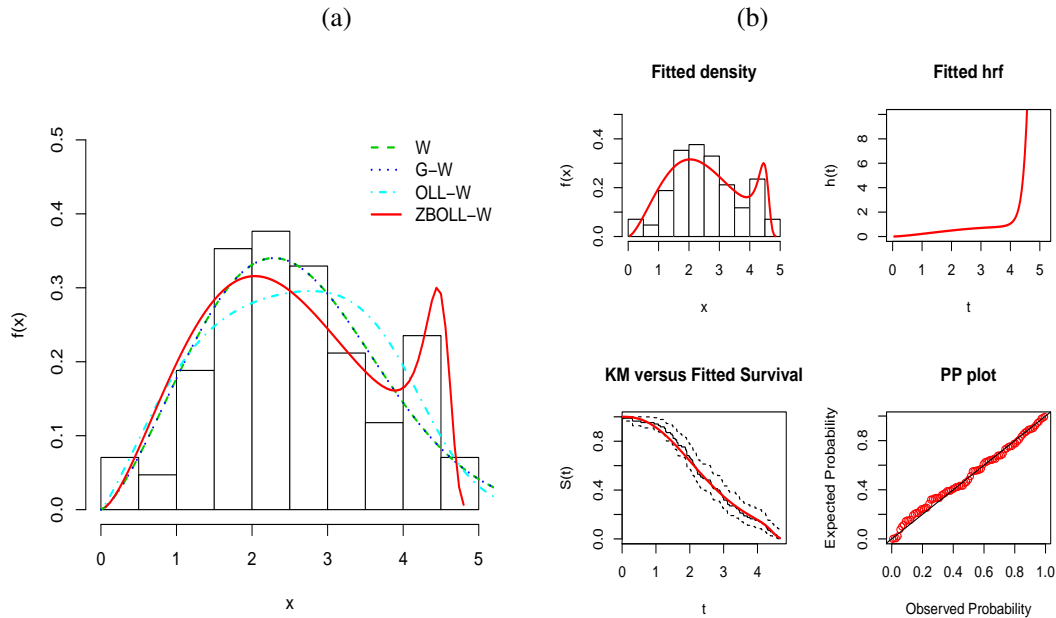 (a)
f(x)
0.0 0.1 0.2 0.3 0.4 0.5
W
G−W
OLL−W
ZBOLL−W
0 1 2 3 4 5
x
(b)
Fitted density
f(x)
0.0 0.2 0.4
0 1 2 3 4 5
x
Fitted hrf
h(t)
0 2 4 6 8
0 1 2 3 4 5
t
KM versus Fitted Survival
S(t)
0.0 0.4 0.8
0 1 2 3 4
t
PP plot
Expected Probability
0.0 0.4 0.8
0.0 0.2 0.4 0.6 0.8 1.0
Observed Probability